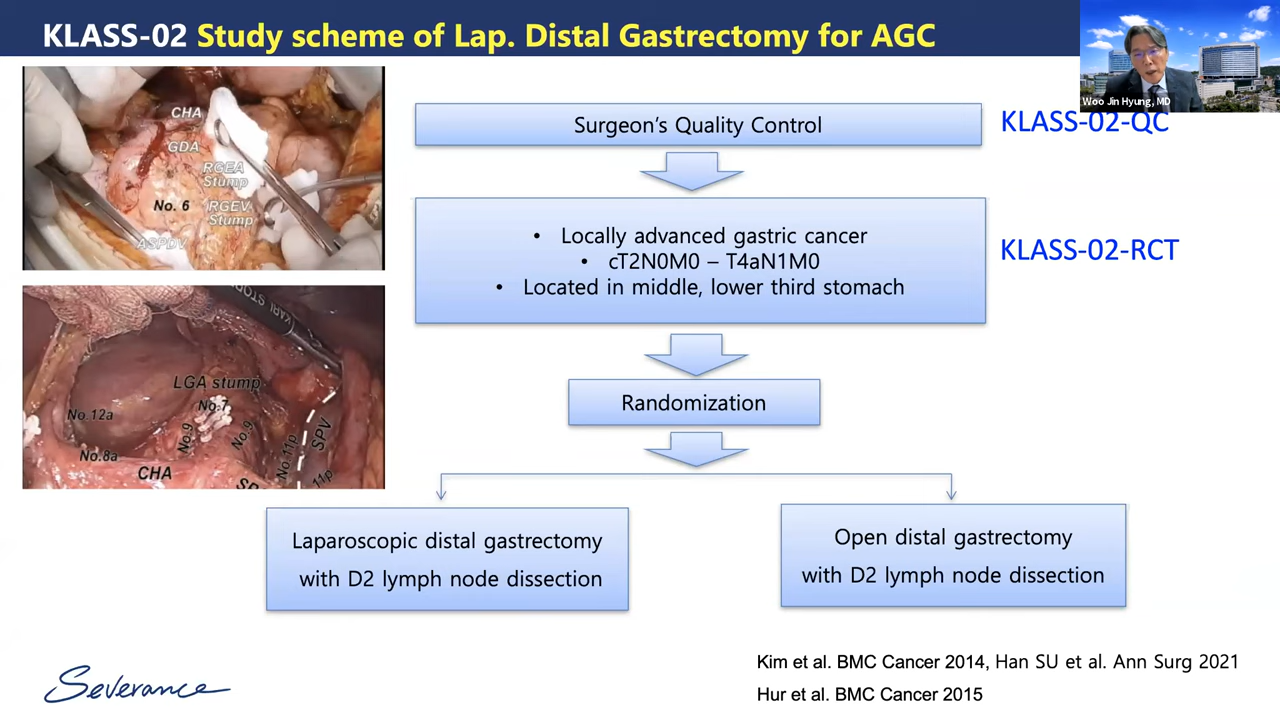 KLASS-02 Study scheme of Lap. Distal Gastrectomy for AGC
Woo Jin Hyung, MD
CHA
GDA
RGEA
Stump
No. 6
RGEV
Stump
ASPDV
KARL STOR
LGA stump
No.7
No.12a
No.9
No.9
No.8a
No.11p
SPV
CHA
11p
Surgeon's Quality Control
KLASS-02-QC
• Locally advanced gastric cancer
• cT2N0M0 – T4aN1M0
• Located in middle, lower third stomach
KLASS-02-RCT
Randomization
Laparoscopic distal gastrectomy
with D2 lymph node dissection
Open distal gastrectomy
with D2 lymph node dissection
Severance
Kim et al. BMC Cancer 2014, Han SU et al. Ann Surg 2021
Hur et al. BMC Cancer 2015